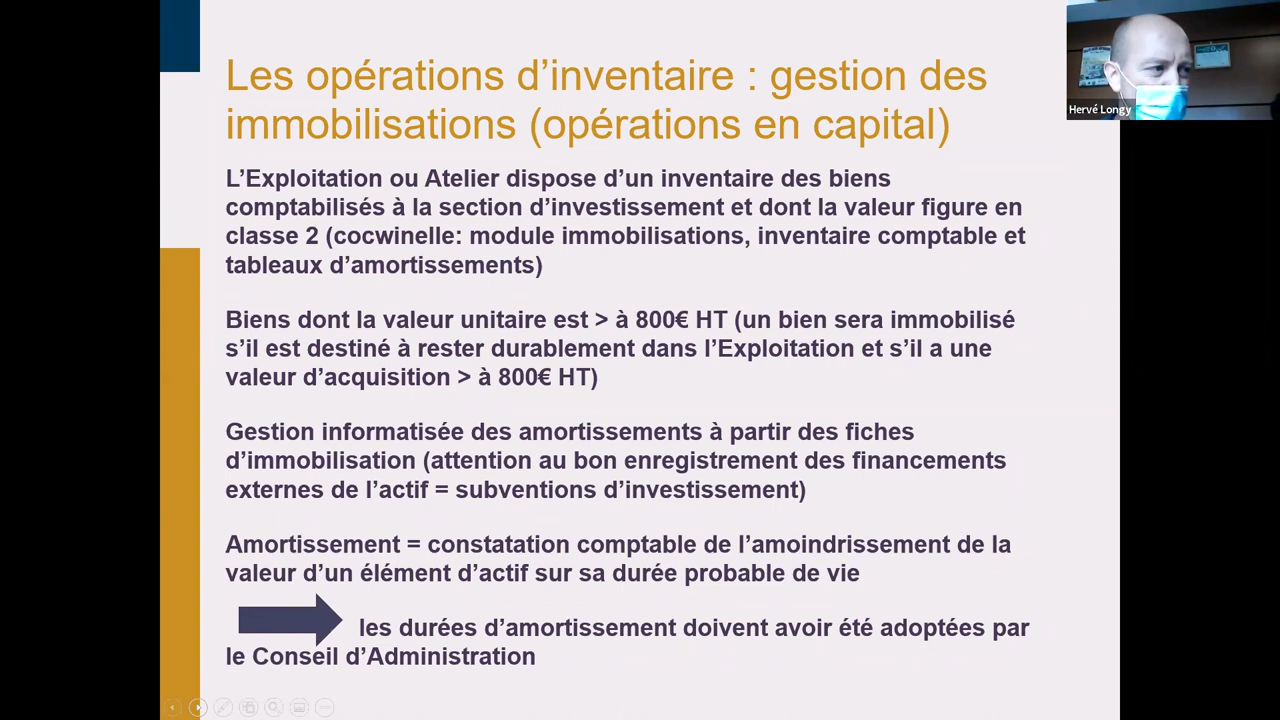 Les opérations d’inventaire : gestion des
immobilisations (opérations en capital)
Hervé Longy
L’Exploitation ou Atelier dispose d’un inventaire des biens
comptabilisés à la section d’investissement et dont la valeur figure en
classe 2 (cocwinelle: module immobilisations, inventaire comptable et
tableaux d’amortissements)
Biens dont la valeur unitaire est > à 800€ HT (un bien sera immobilisé
s’il est destiné à rester durablement dans l’Exploitation et s’il a une
valeur d’acquisition > à 800€ HT)
Gestion informatisée des amortissements à partir des fiches
d’immobilisation (attention au bon enregistrement des financements
externes de l’actif = subventions d’investissement)
Amortissement = constatation comptable de l’amoindrissement de la
valeur d’un élément d’actif sur sa durée probable de vie
les durées d’amortissement doivent avoir été adoptées par
le Conseil d’Administration